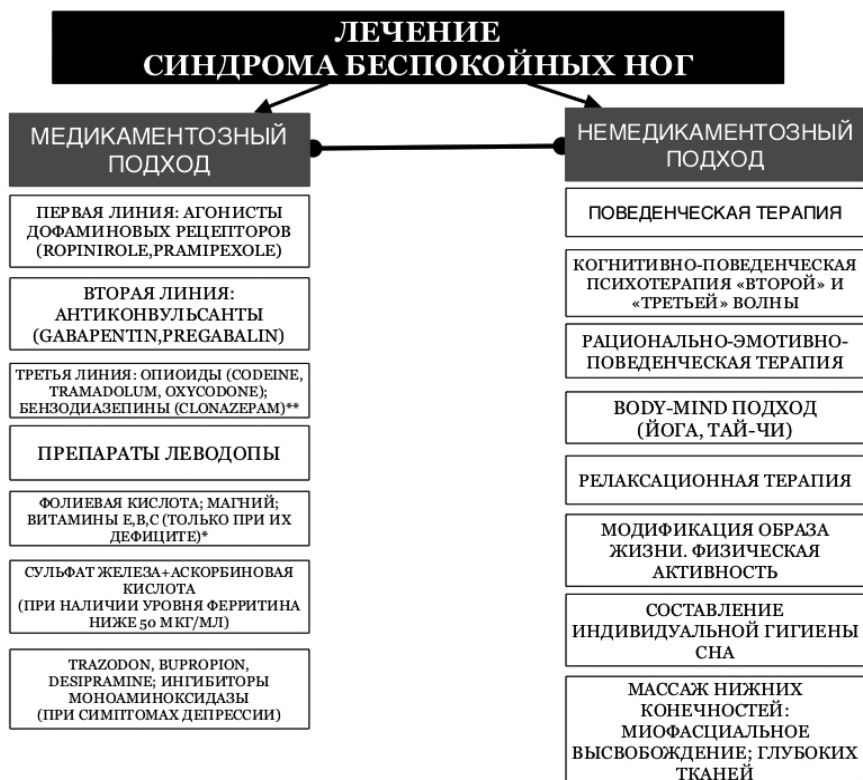 ЛЕЧЕНИЕ
СИНДРОМА БЕСПОКОЙНЫХ НОГ
МЕДИКАМЕНТОЗНЫЙ
ПОДХОД
ПЕРВАЯ ЛИНИЯ: АГОНИСТЫ
ДОФАМИНОВЫХ РЕЦЕПТОРОВ
(ROPINIROLE,PRAMIPEXOLE)
ВТОРАЯ ЛИНИЯ:
АНТИКОНВУЛЬСАНТЫ
(GABAPENTIN,PREGABALIN)
ТРЕТЬЯ ЛИНИЯ: ОПИОИДЫ (CODEINE,
TRAMADOLUM, OXYCODONE);
БЕНЗОДИАЗЕПИНЫ (CLONAZEPAM)**
ПРЕПАРАТЫ ЛЕВОДОПЫ
ФОЛИЕВАЯ КИСЛОТА; МАГНИЙ;
ВИТАМИНЫ E,B,C (ТОЛЬКО ПРИ ИХ
ДЕФИЦИТЕ)*
СУЛЬФАТ ЖЕЛЕЗА+АСКОРБИНОВАЯ
КИСЛОТА
(ПРИ НАЛИЧИИ УРОВНЯ ФЕРРИТИНА
НИЖЕ 50 МКГ/МЛ)
TRAZODON, BUPROPION,
DESIPRAMINE; ИНГИБИТОРЫ
МОНОАМИНОКСИДАЗЫ
(ПРИ СИМПТОМАХ ДЕПРЕССИИ)
НЕМЕДИКАМЕНТОЗНЫЙ
ПОДХОД
ПОВЕДЕНЧЕСКАЯ ТЕРАПИЯ
КОГНИТИВНО-ПОВЕДЕНЧЕСКАЯ
ПСИХОТЕРАПИЯ «ВТОРОЙ» И
«ТРЕТЬЕЙ» ВОЛНЫ
РАЦИОНАЛЬНО-ЭМОТИВНО-
ПОВЕДЕНЧЕСКАЯ ТЕРАПИЯ
BODY-MIND ПОДХОД
(ЙОГА, ТАЙ-ЧИ)
РЕЛАКСАЦИОННАЯ ТЕРАПИЯ
МОДИФИКАЦИЯ ОБРАЗА
ЖИЗНИ. ФИЗИЧЕСКАЯ
АКТИВНОСТЬ
СОСТАВЛЕНИЕ
ИНДИВИДУАЛЬНОЙ ГИГИЕНЫ
СНА
МАССАЖ НИЖНИХ
КОНЕЧНОСТЕЙ:
МИОФАСЦИАЛЬНОЕ
ВЫСВОБОЖДЕНИЕ; ГЛУБОКИХ
ТКАНЕЙ